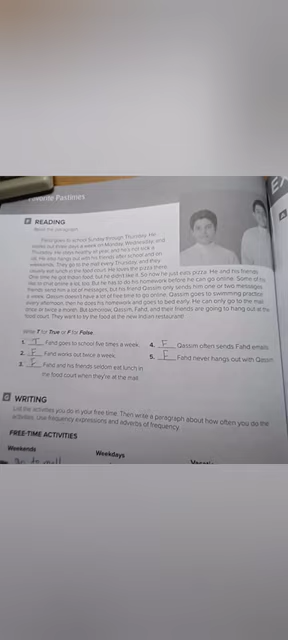 Favorite Pastimes
F READING
Read the paragraph.
Fahd goes to school Sunday through Thursday. He
works out three days a week on Monday, Wednesday, and
Thursday. He works out
all. He also hangs out with his friends after school and on
weekends. They go to the mall every Thursday, and they
usually eat lunch in the food court. He loves the pizza there.
One time he got Indian food, but he didn't like it. So now he just eats pizza. He and his friends
like to chat online a lot, too. But he has to do his homework before he can go online. Some of his
friends send him a lot of messages, but his friend Qassim only sends him one or two messages
a week. Qassim doesn't have a lot of free time to go online. Qassim goes to swimming practice
every afternoon, then he does his homework and goes to bed early. He can only go to the mall
once or twice a month. But tomorrow, Qassim, Fahd, and their friends are going to hang out at the
food court. They want to try the food at the new Indian restaurant!
Write T for True or F for False.
1. T Fahd goes to school five times a week.
2. F Fahd works out twice a week.
3. F Fahd and his friends seldom eat lunch in
the food court when they're at the mall.
4. F Qassim often sends Fahd emails.
5. F Fahd never hangs out with Qassim.
G WRITING
List the activities you do in your free time. Then write a paragraph about how often you do the
activities. Use frequency expressions and adverbs of frequency.
FREE-TIME ACTIVITIES
Weekends
Weekdays
go to mall